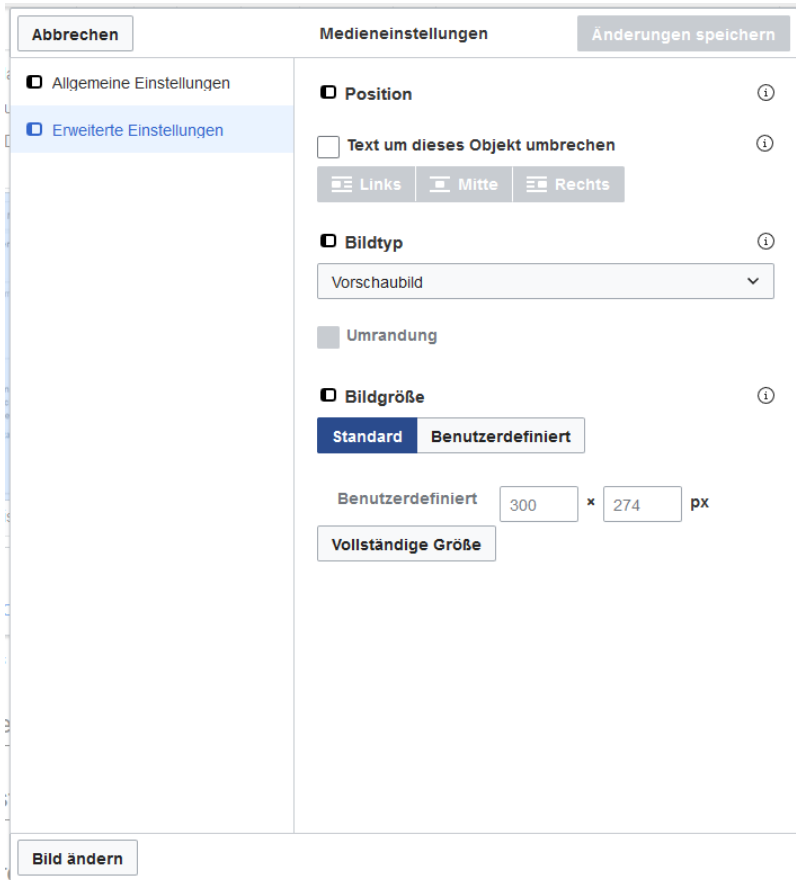 Abbrechen Medieneinstellungen Änderungen speichern
Allgemeine Einstellungen
Erweiterte Einstellungen
Position
Text um dieses Objekt umbrechen
Links Mitte Rechts
Bildtyp
Vorschaubild
Umrandung
Bildgröße
Standard Benutzerdefiniert
Benutzerdefiniert 300 × 274 px
Vollständige Größe
Bild ändern